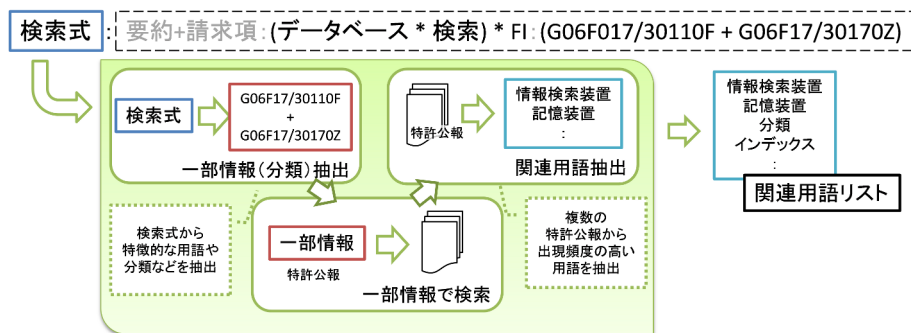 検索式 : 要約+請求項:(データベース * 検索) * FI:(G06F017/30110F + G06F17/30170Z)
検索式
G06F17/30110F
+
G06F17/30170Z
一部情報(分類)抽出
特許公報
情報検索装置
記憶装置
:
関連用語抽出
情報検索装置
記憶装置
分類
インデックス
:
関連用語リスト
検索式から
特徴的な用語や
分類などを抽出
一部情報
特許公報
一部情報で検索
複数の
特許公報から
出現頻度の高い
用語を抽出